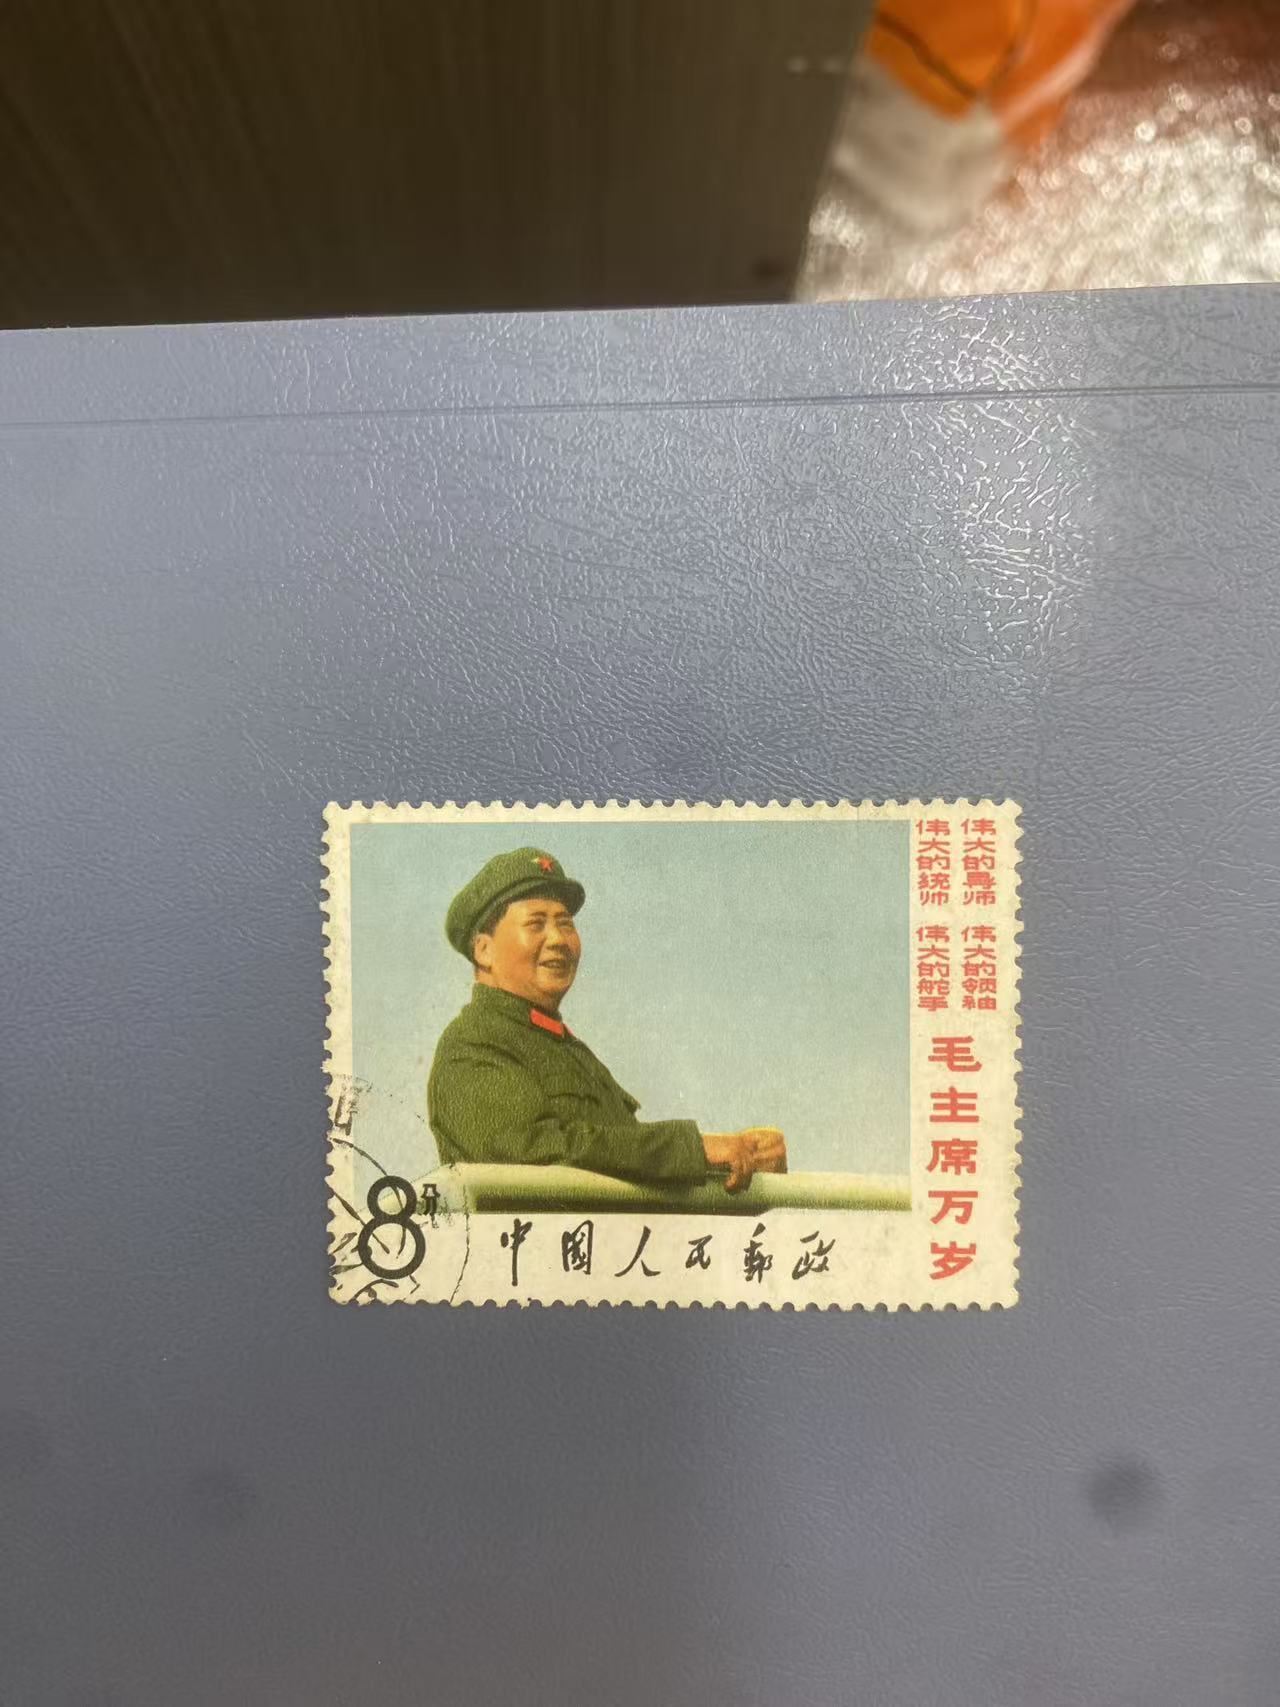 伟大的导师
伟大的领袖
伟大的统帅
伟大的舵手
毛主席万岁
8分
中国人民邮政